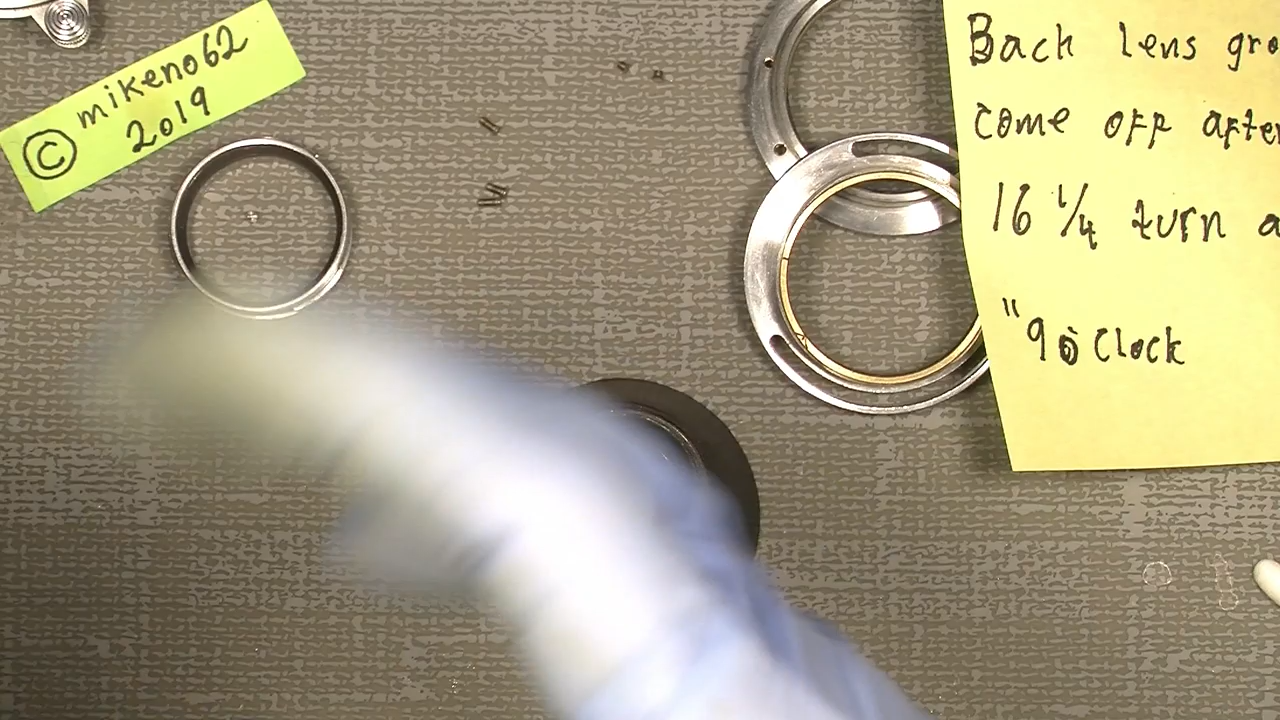 © mikeno62
2019
Back lens gro
come off after
16 1/4 turn a
"9 o Clock